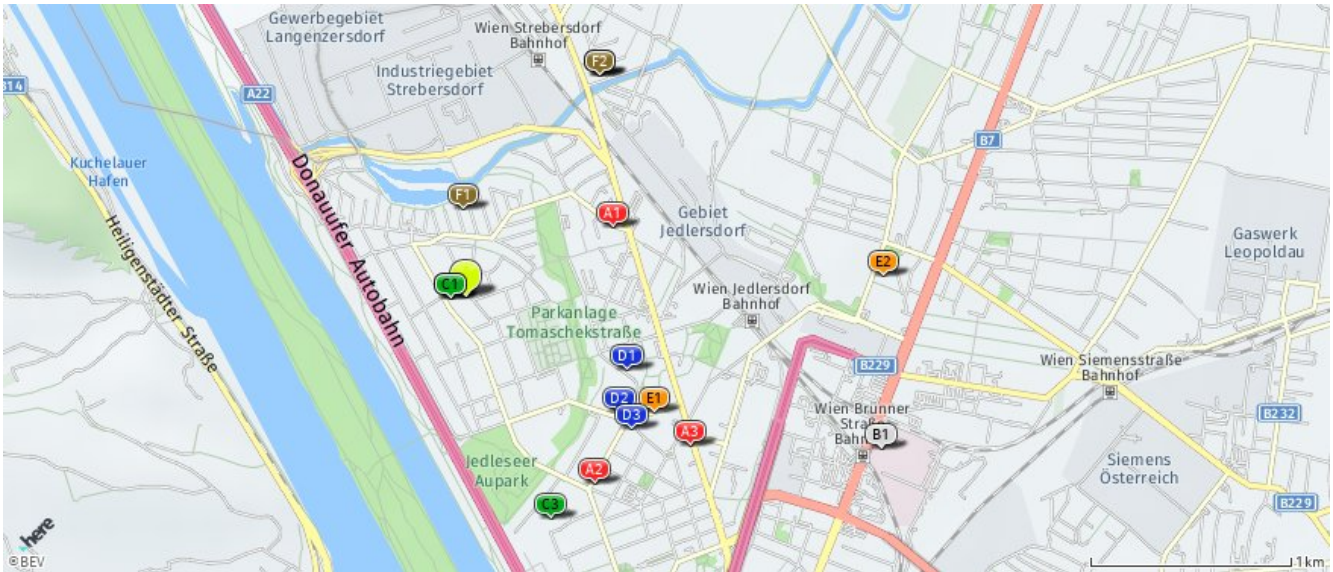 Gewerbegebiet
Langenzersdorf
Wien Strebersdorf
Bahnhof
F2
Industriegebiet
Strebersdorf
A22
B14
B7
Kuchelauer
Hafen
Donauufer Autobahn
F1
A1
Gebiet
Jedlersdorf
Gaswerk
Leopoldau
Heiligenstädter Straße
C1
E2
Wien Jedlersdorf
Bahnhof
Parkanlage
Tomaschekstraße
D1
B229
Wien Siemensstraße
Bahnhof
D2
E1
D3
A3
Wien Brunner
Straße
Bahn
B1
B232
Jedleseer
Aupark
A2
Siemens
Österreich
C3
B229
here
©BEV
1km